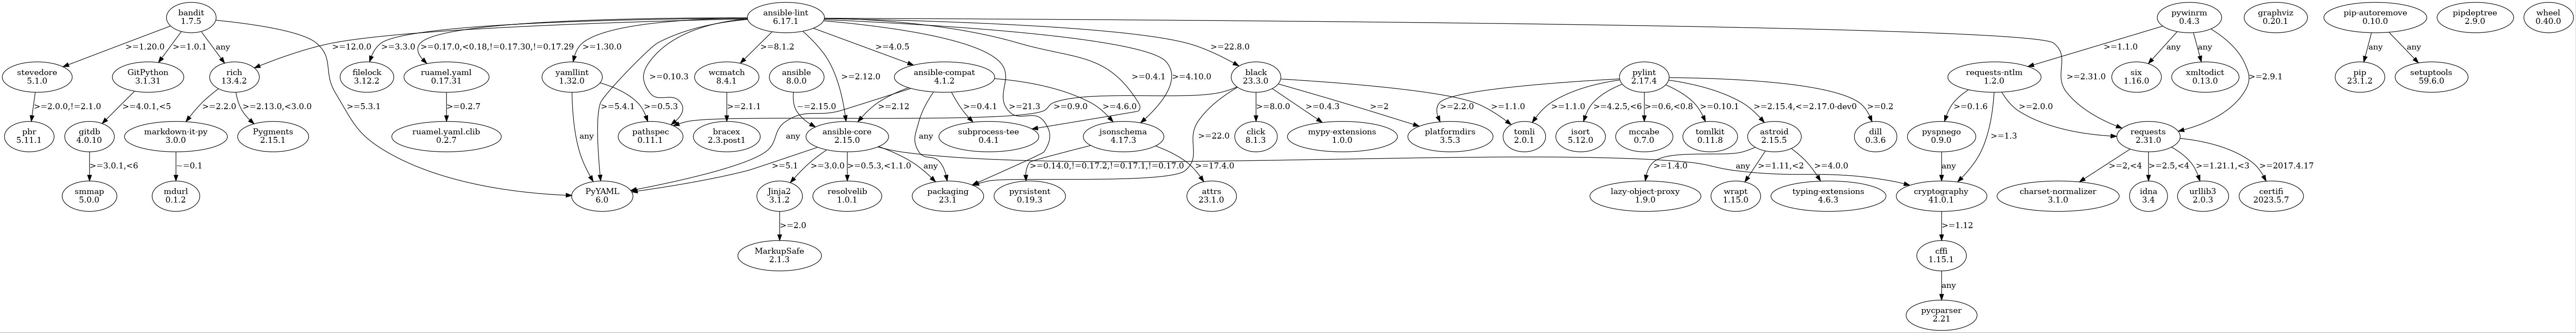 bandit
1.7.5
ansible-lint
6.17.1
pywinrm
0.4.3
graphviz
0.20.1
pip-autoremove
0.10.0
pipdeptree
2.9.0
wheel
0.40.0
>=1.20.0
>=1.0.1
any
>=12.0.0
>=3.3.0
>=0.17.0,<0.18,!=0.17.30,!=0.17.29
>=1.30.0
>=8.1.2
>=4.0.5
>=22.8.0
>=1.1.0
any
any
any
any
stevedore
5.1.0
GitPython
3.1.31
rich
13.4.2
filelock
3.12.2
ruamel.yaml
0.17.31
yamllint
1.32.0
>=0.10.3
wcmatch
8.4.1
ansible
8.0.0
>=2.12.0
ansible-compat
4.1.2
>=0.4.1
>=4.10.0
black
23.3.0
pylint
2.17.4
requests-ntlm
1.2.0
>=2.31.0
six
1.16.0
xmltodict
0.13.0
>=2.9.1
pip
23.1.2
setuptools
59.6.0
>=2.0.0,!=2.1.0
>=4.0.1,<5
>=2.2.0
>=2.13.0,<3.0.0
>=5.3.1
>=0.2.7
>=5.4.1
>=0.5.3
>=2.1.1
~=2.15.0
>=2.12
>=0.4.1
>=21.3
>=0.9.0
>=4.6.0
>=8.0.0
>=0.4.3
>=2
>=1.1.0
>=2.2.0
>=1.1.0
>=4.2.5,<6
>=0.6,<0.8
>=0.10.1
>=2.15.4,<=2.17.0-dev0
>=0.2
>=0.1.6
>=2.0.0
pbr
5.11.1
gitdb
4.0.10
markdown-it-py
3.0.0
Pygments
2.15.1
ruamel.yaml.clib
0.2.7
any
pathspec
0.11.1
bracex
2.3.post1
any
ansible-core
2.15.0
any
subprocess-tee
0.4.1
jsonschema
4.17.3
>=22.0
click
8.1.3
mypy-extensions
1.0.0
platformdirs
3.5.3
tomli
2.0.1
isort
5.12.0
mccabe
0.7.0
tomlkit
0.11.8
astroid
2.15.5
dill
0.3.6
pyspnego
0.9.0
>=1.3
requests
2.31.0
>=3.0.1,<6
~=0.1
>=5.1
>=3.0.0
>=0.5.3,<1.1.0
any
>=0.14.0,!=0.17.2,!=0.17.1,!=0.17.0
>=17.4.0
>=1.4.0
any
>=1.11,<2
>=4.0.0
any
>=2,<4
>=2.5,<4
>=1.21.1,<3
>=2017.4.17
smmap
5.0.0
mdurl
0.1.2
PyYAML
6.0
Jinja2
3.1.2
resolvelib
1.0.1
packaging
23.1
pyrsistent
0.19.3
attrs
23.1.0
lazy-object-proxy
1.9.0
wrapt
1.15.0
typing-extensions
4.6.3
cryptography
41.0.1
charset-normalizer
3.1.0
idna
3.4
urllib3
2.0.3
certifi
2023.5.7
>=2.0
>=1.12
MarkupSafe
2.1.3
cffi
1.15.1
any
pycparser
2.21